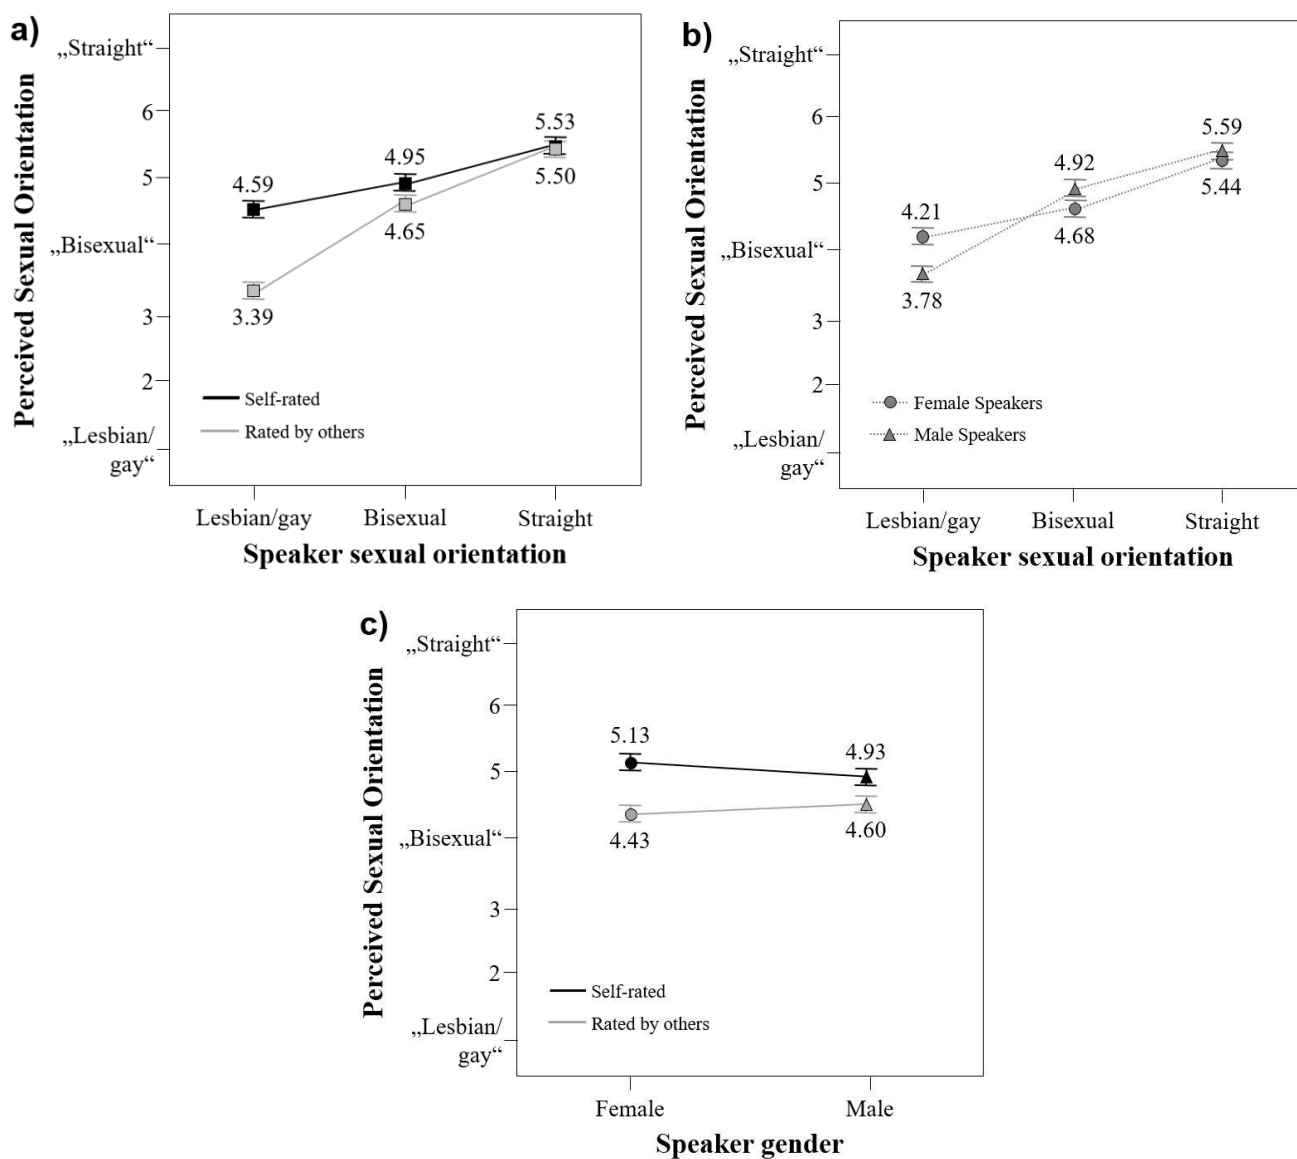 a)
Perceived Sexual Orientation
„Straight“
6
5
„Bisexual“
3
2
„Lesbian/
gay“
4.59
4.95
5.53
3.39
4.65
5.50
Self-rated
Rated by others
Lesbian/gay
Bisexual
Straight
Speaker sexual orientation
b)
Perceived Sexual Orientation
„Straight“
6
5
„Bisexual“
3
2
„Lesbian/
gay“
4.21
4.92
5.59
3.78
4.68
5.44
Female Speakers
Male Speakers
Lesbian/gay
Bisexual
Straight
Speaker sexual orientation
c)
Perceived Sexual Orientation
„Straight“
6
5
„Bisexual“
3
2
„Lesbian/
gay“
5.13
4.93
4.43
4.60
Self-rated
Rated by others
Female
Male
Speaker gender